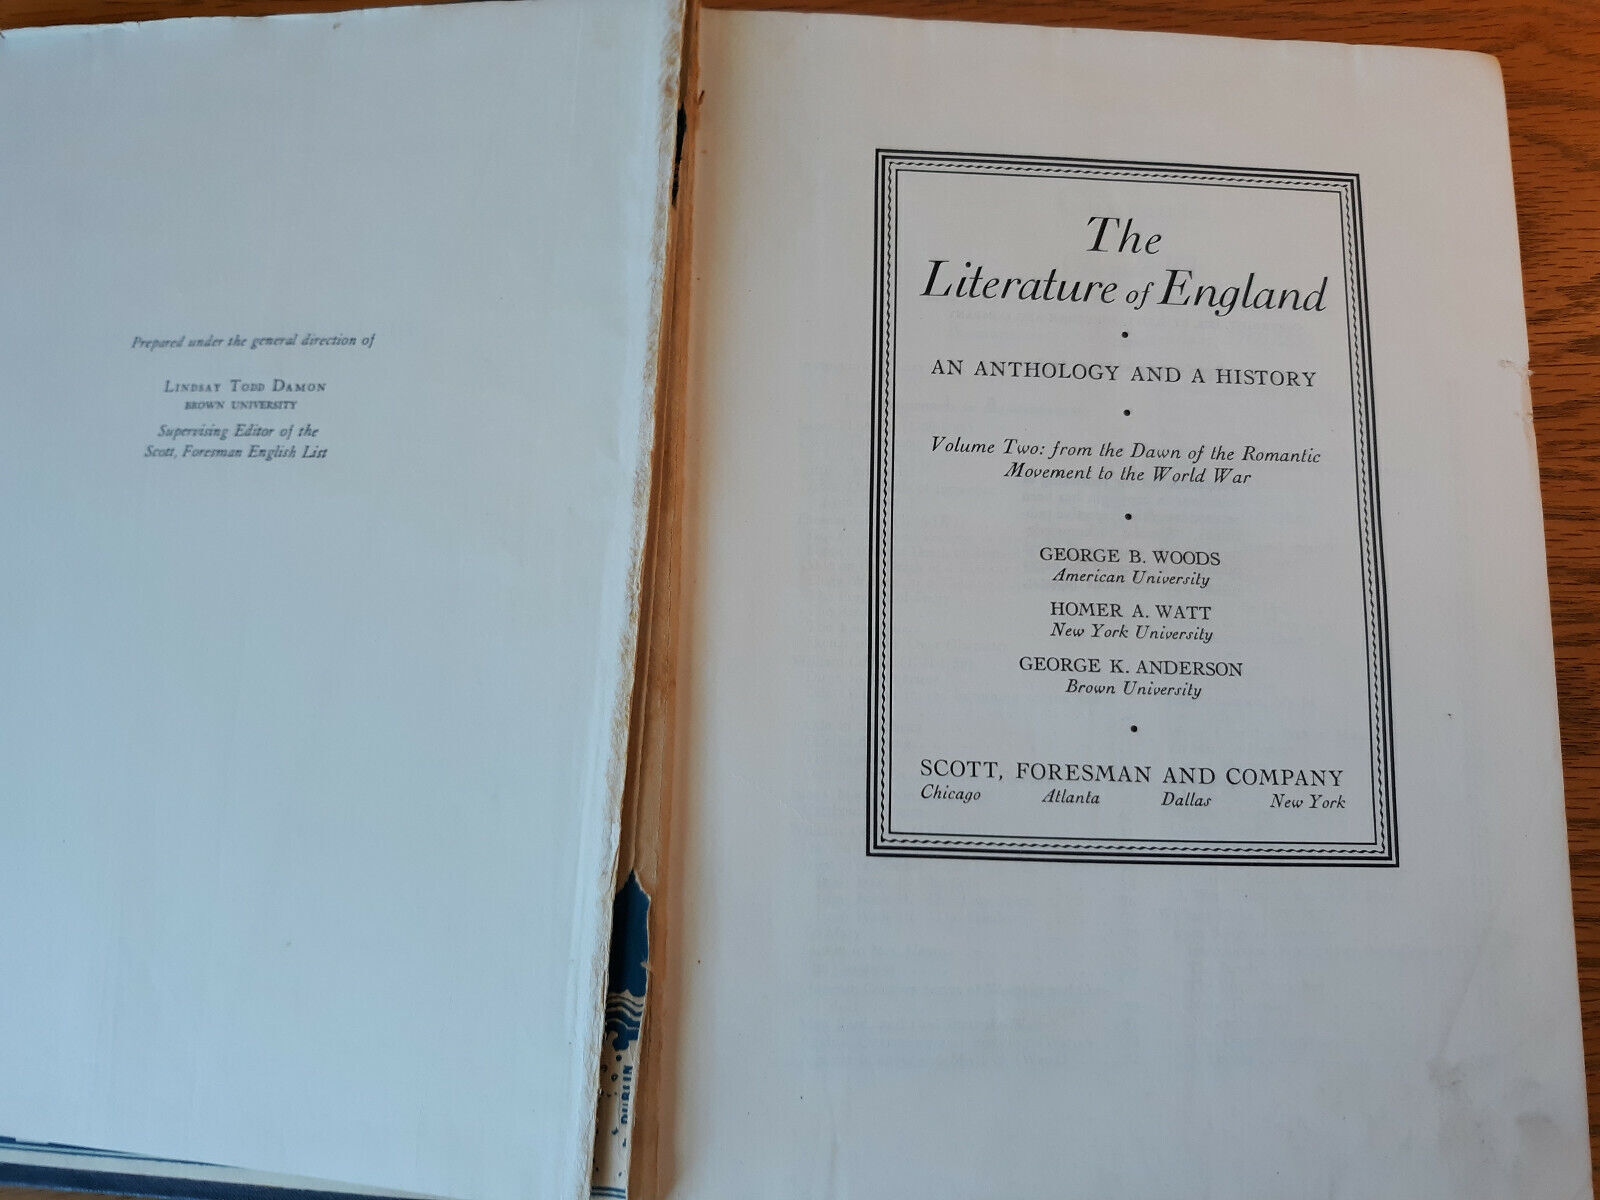 Prepared under the general direction of
LINDSAY TODD DAMON
BROWN UNIVERSITY
Supervising Editor of the
Scott, Foresman English List
DUBLIN
The
Literature of England
AN ANTHOLOGY AND A HISTORY
Volume Two: from the Dawn of the Romantic
Movement to the World War
GEORGE B. WOODS
American University
HOMER A. WATT
New York University
GEORGE K. ANDERSON
Brown University
SCOTT, FORESMAN AND COMPANY
Chicago Atlanta Dallas New York